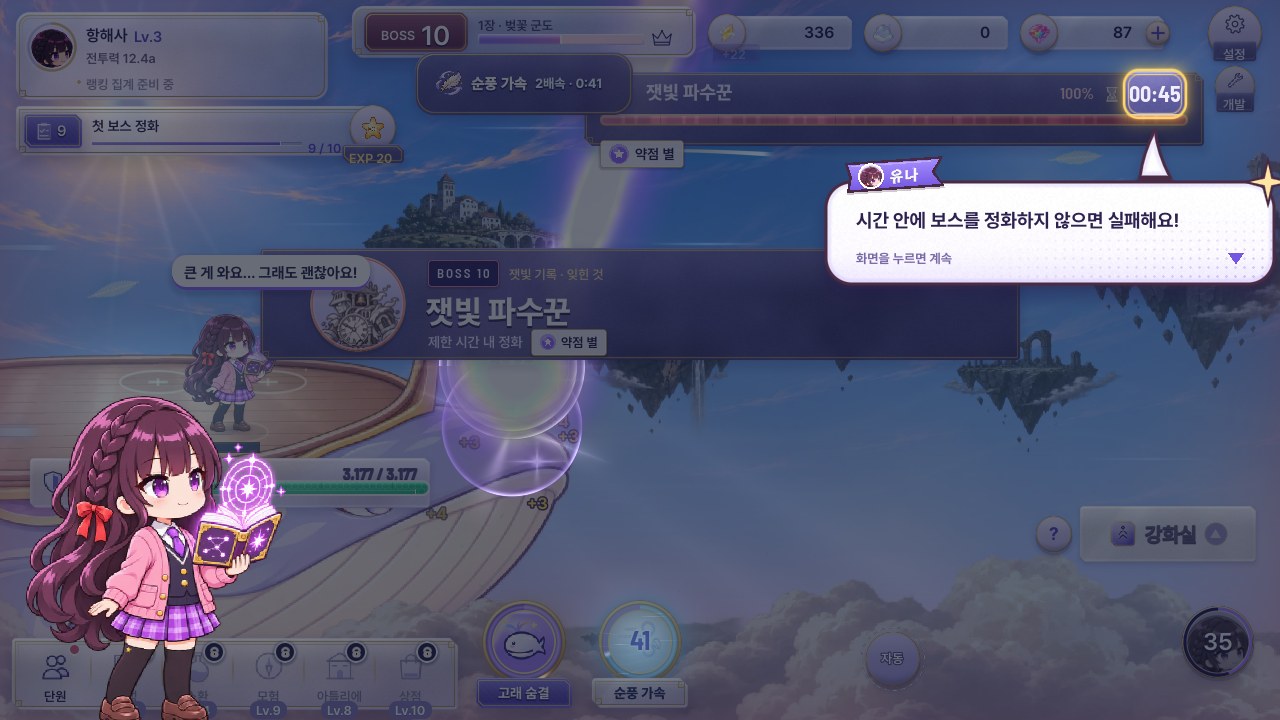 항해사 Lv.3
전투력 12.4a
랭킹 집계 준비 중
9
첫 보스 정화
9 / 10
EXP 20
BOSS 10
1장 · 벚꽃 군도
336
+22
0
87
설정
개발
순풍 가속 2배속 · 0:41
잿빛 파수꾼
100%
00:45
약점 별
유나
시간 안에 보스를 정화하지 않으면 실패해요!
화면을 누르면 계속
큰 게 와요... 그래도 괜찮아요!
BOSS 10
잿빛 기록 · 잊힌 것
잿빛 파수꾼
제한 시간 내 정화
약점 별
+3
+3
3,177 / 3,177
+3
+4
?
강화실
41
35
자동
고래 숨결
순풍 가속
단원
모험
Lv.9
아틀리에
Lv.8
상점
Lv.10